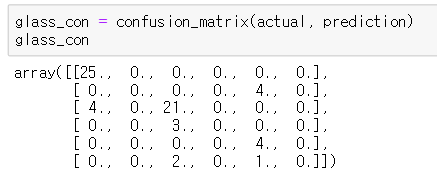 glass_con = confusion_matrix(actual, prediction)
glass_con
array([[25., 0., 0., 0., 0., 0.],
[ 0., 0., 0., 0., 4., 0.],
[ 4., 0., 21., 0., 0., 0.],
[ 0., 0., 3., 0., 0., 0.],
[ 0., 0., 0., 0., 4., 0.],
[ 0., 0., 2., 0., 1., 0.]])